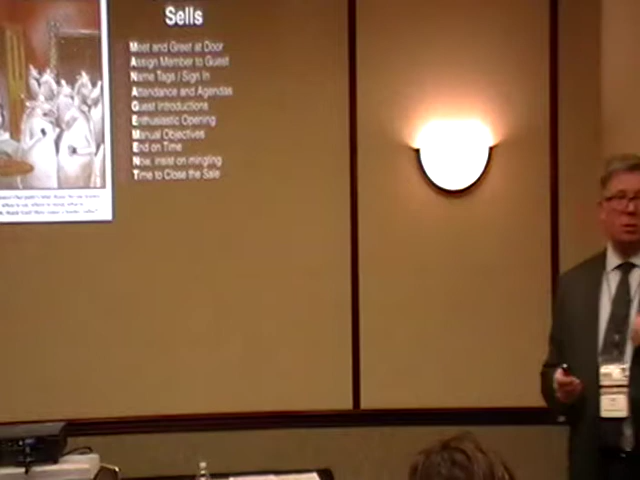 Sells
Meet and Greet at Door
Assign Member to Guest
Name Tags / Sign In
Attendance and Agendas
Guest Introductions
Enthusiastic Opening
Manual Objectives
End on Time
Now, insist on mingling
Time to Close the Sale